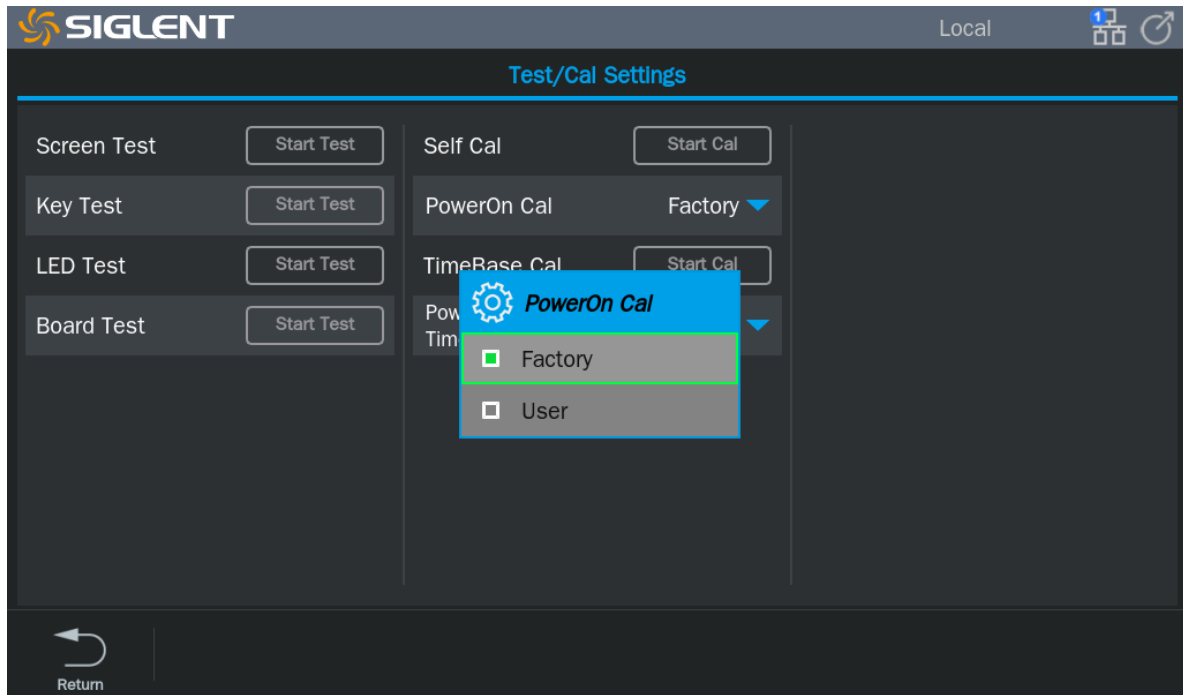 SIGLENT
Local
1
Test/Cal Settings
Screen Test
Start Test
Key Test
Start Test
LED Test
Start Test
Board Test
Start Test
Self Cal
Start Cal
PowerOn Cal
Factory
TimeBase Cal
Start Cal
Pow
Tim
PowerOn Cal
Factory
User
Return